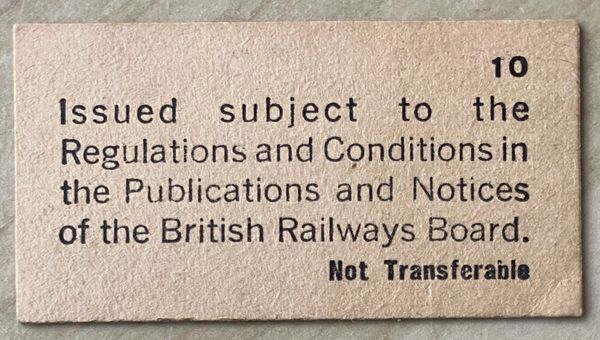 10
Issued subject to the
Regulations and Conditions in
the Publications and Notices
of the British Railways Board.
Not Transferable